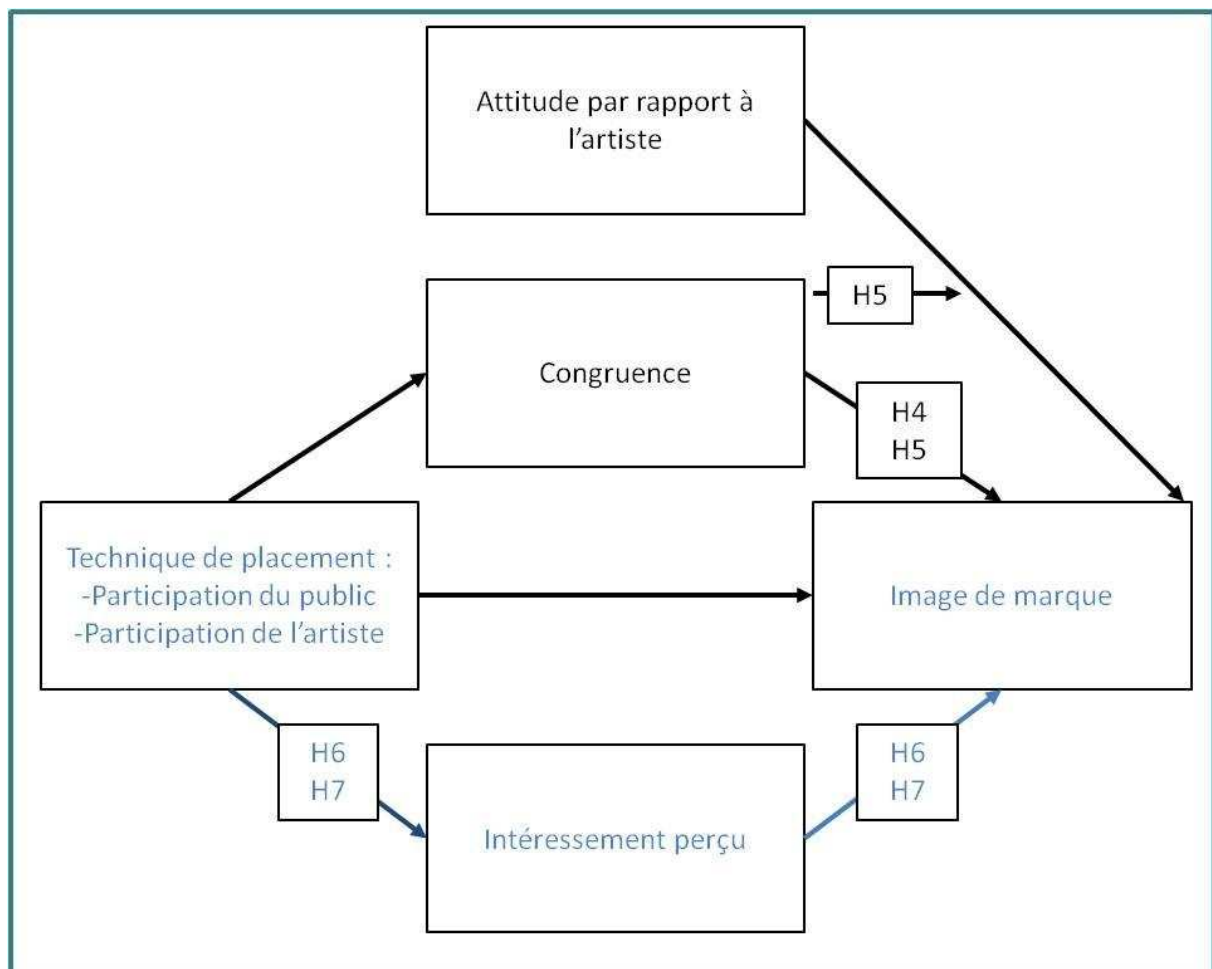 Attitude par rapport à
l’artiste
H5
Congruence
H4
H5
Technique de placement :
-Participation du public
-Participation de l’artiste
Image de marque
H6
H7
H6
H7
Intéressement perçu